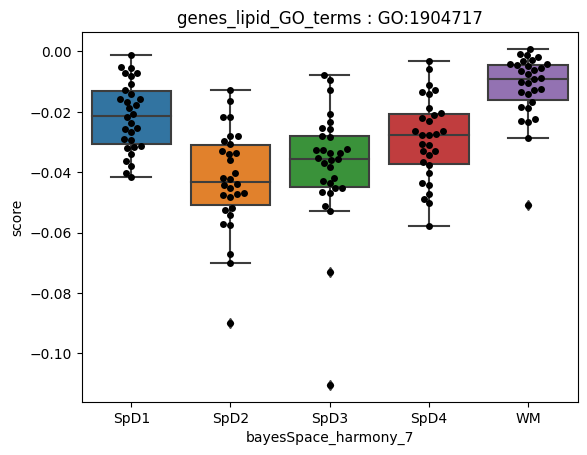 genes_lipid_GO_terms : GO:1904717
0.00
−0.02
−0.04
−0.06
−0.08
−0.10
score
SpD1 SpD2 SpD3 SpD4 WM
bayesSpace_harmony_7